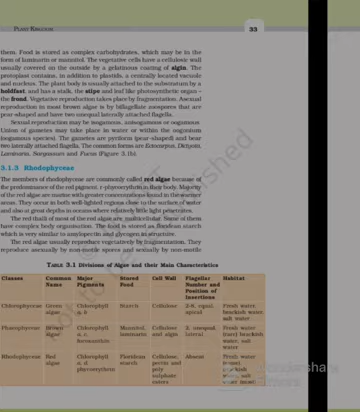 PLANT KINGDOM
33
them. Food is stored as complex carbohydrates, which may be in the
form of laminarin or mannitol. The vegetative cells have a cellulosic wall
usually covered on the outside by a gelatinous coating of algin. The
protoplast contains, in addition to plastids, a centrally located vacuole
and nucleus. The plant body is usually attached to the substratum by a
holdfast, and has a stalk, the stipe and leaf like photosynthetic organ –
the frond. Vegetative reproduction takes place by fragmentation. Asexual
reproduction in most brown algae is by biflagellate zoospores that are
pear-shaped and have two unequal laterally attached flagella.
Sexual reproduction may be isogamous, anisogamous or oogamous.
Union of gametes may take place in water or within the oogonium
(oogamous species). The gametes are pyriform (pear-shaped) and bear
two laterally attached flagella. The common forms are Ectocarpus, Dictyota,
Laminaria, Sargassum and Fucus (Figure 3.1b).
3.1.3 Rhodophyceae
The members of rhodophyceae are commonly called red algae because of
the predominance of the red pigment, r-phycoerythrin in their body. Majority
of the red algae are marine with greater concentrations found in the warmer
areas. They occur in both well-lighted regions close to the surface of water
and also at great depths in oceans where relatively little light penetrates.
The red thalli of most of the red algae are multicellular. Some of them
have complex body organisation. The food is stored as floridean starch
which is very similar to amylopectin and glycogen in structure.
The red algae usually reproduce vegetatively by fragmentation. They
reproduce asexually by non-motile spores and sexually by non-motile
TABLE 3.1 Divisions of Algae and their Main Characteristics
Classes Common Name Major Pigments Stored Food Cell Wall Flagellar Number and Position of Insertions Habitat
Chlorophyceae Green algae Chlorophyll a, b Starch Cellulose 2-8, equal, apical Fresh water, brackish water, salt water
Phaeophyceae Brown algae Chlorophyll a, c, fucoxanthin Mannitol, laminarin Cellulose and algin 2, unequal, lateral Fresh water (rare) brackish water, salt water
Rhodophyceae Red algae Chlorophyll a, d phycoerythrin Floridean starch Cellulose, pectin and poly sulphate esters Absent Fresh water (some) brackish water, salt water (most)